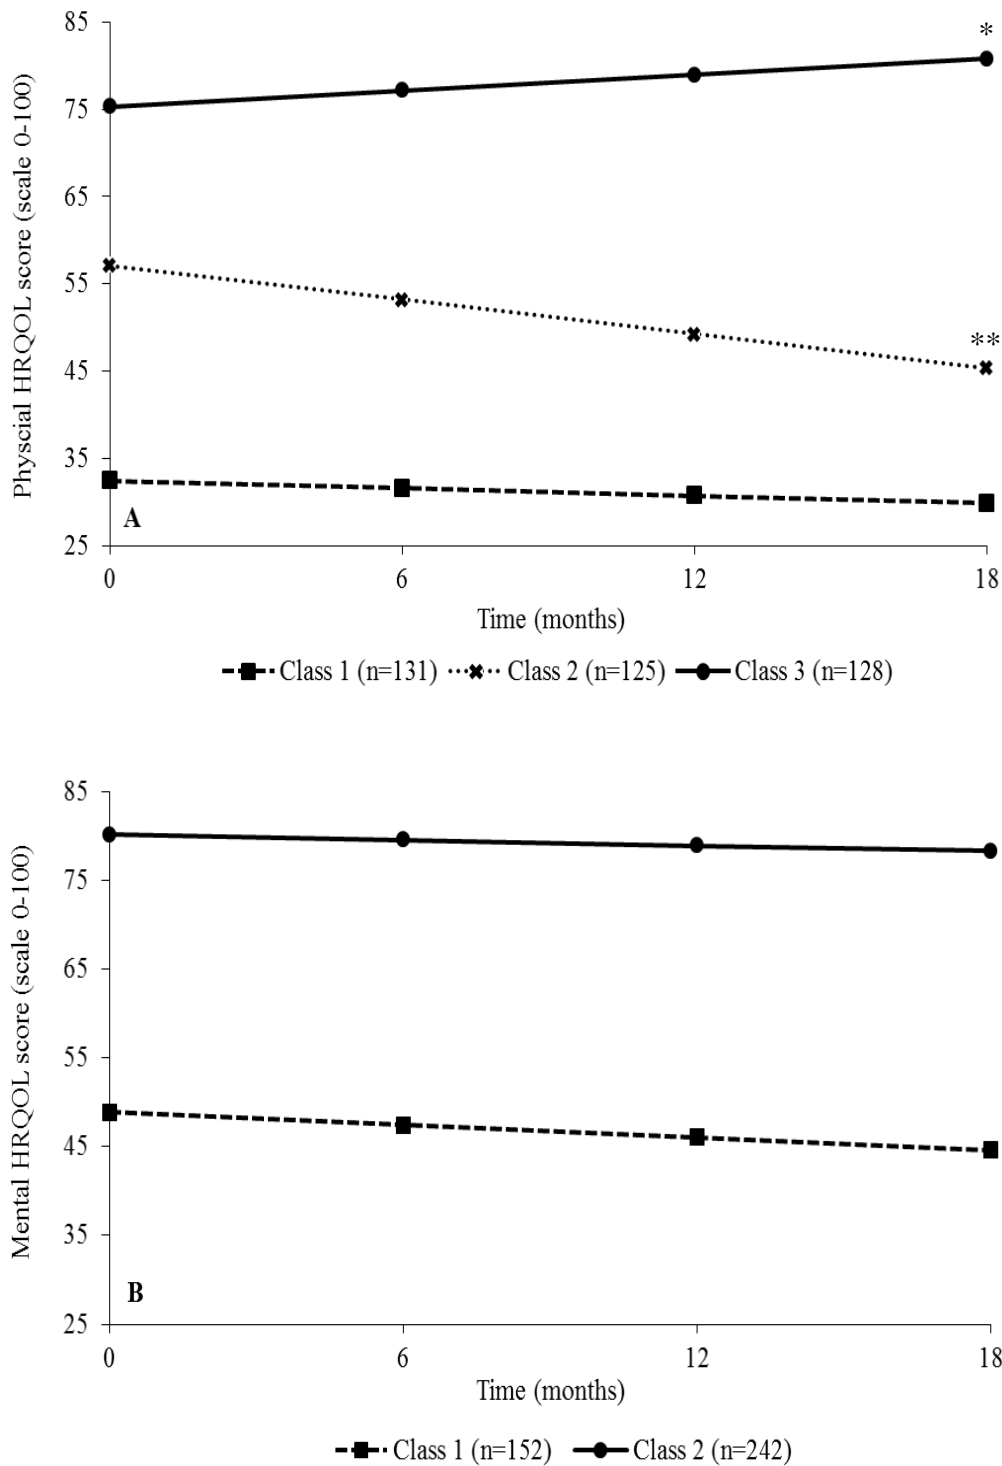 Physcial HRQOL score (scale 0-100)
85
75
65
55
45
35
25
*
**
A
0 6 12 18
Time (months)
Class 1 (n=131) Class 2 (n=125) Class 3 (n=128)
Mental HRQOL score (scale 0-100)
85
75
65
55
45
35
25
B
0 6 12 18
Time (months)
Class 1 (n=152) Class 2 (n=242)